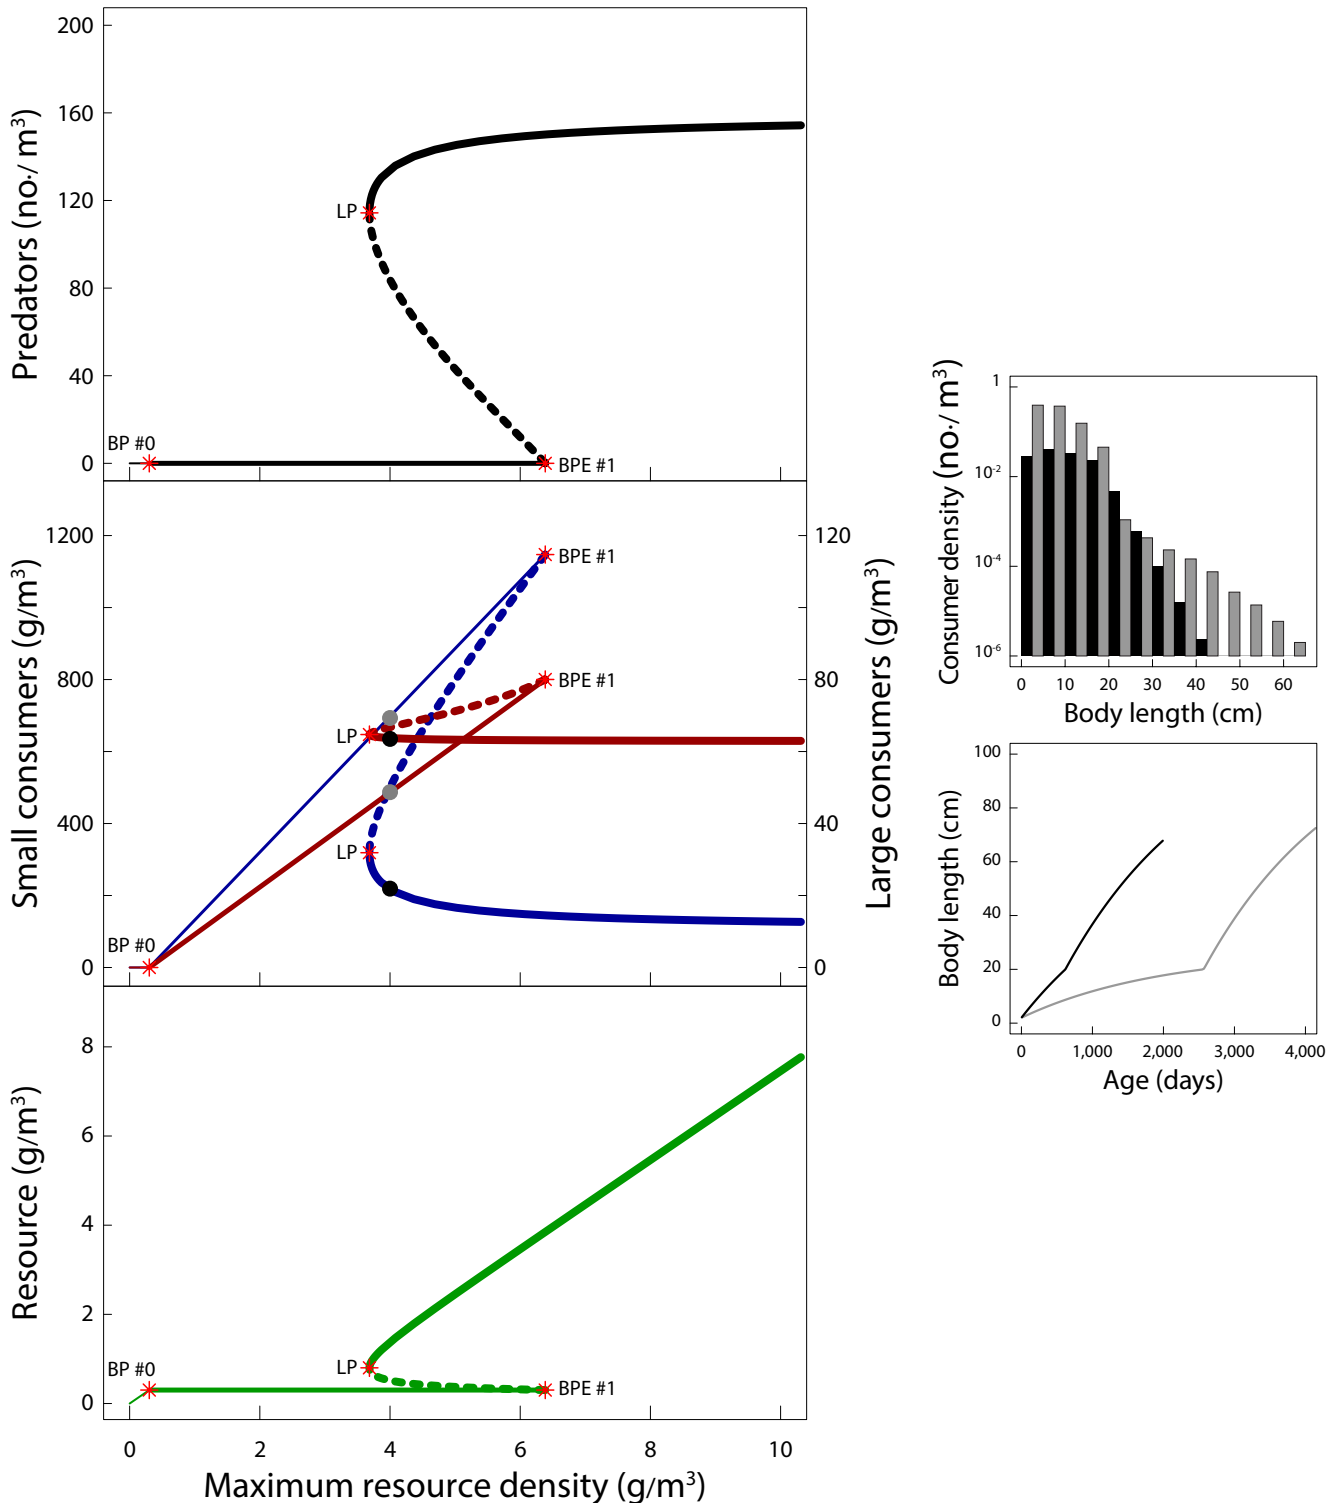 Predators (no./ m³)
200
160
120
80
40
0
LP
BP #0
BPE #1
Small consumers (g/m³)
1200
800
400
0
BPE #1
BPE #1
LP
LP
BP #0
120
80
40
0
Large consumers (g/m³)
Resource (g/m³)
8
6
4
2
0
BP #0
LP
BPE #1
0 2 4 6 8 10
Maximum resource density (g/m³)
Consumer density (no./ m³)
1
10⁻²
10⁻⁴
10⁻⁶
0 10 20 30 40 50 60
Body length (cm)
Body length (cm)
100
80
60
40
20
0
0 1,000 2,000 3,000 4,000
Age (days)